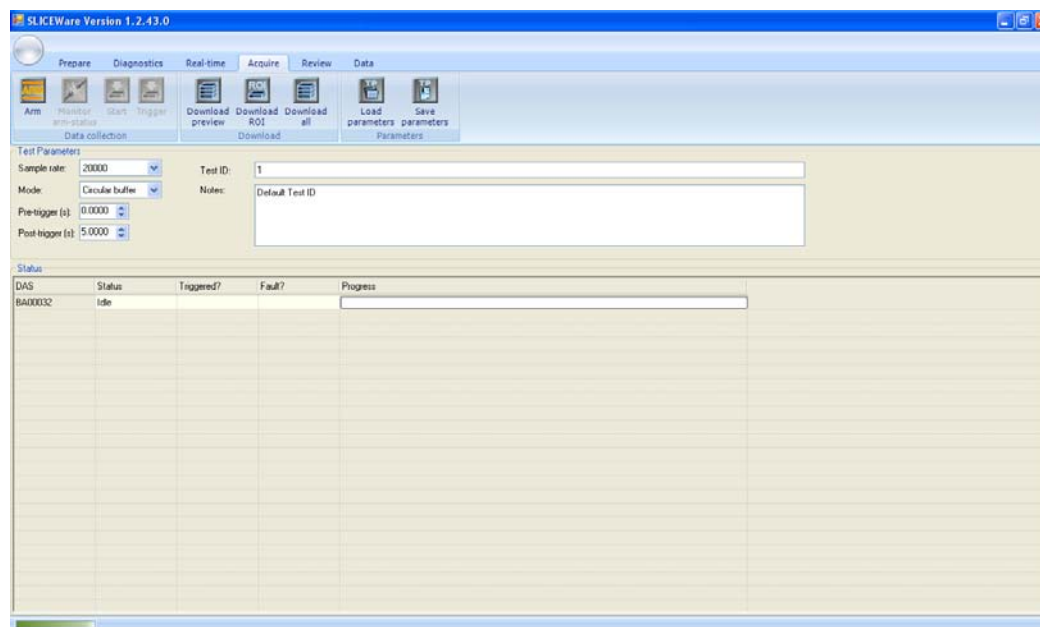 SLICEWare Version 1.2.43.0
Prepare Diagnostics Real-time Acquire Review Data
Arm Monitor arm-status Start Trigger Download preview Download ROI Download all Load parameters Save parameters
Data collection Download Parameters
Test Parameters
Sample rate: 20000 Test ID: 1
Mode: Circular buffer Notes: Default Test ID
Pre-trigger (s): 0.0000
Post-trigger (s): 5.0000
Status
DAS Status Triggered? Fault? Progress
BA00032 Idle